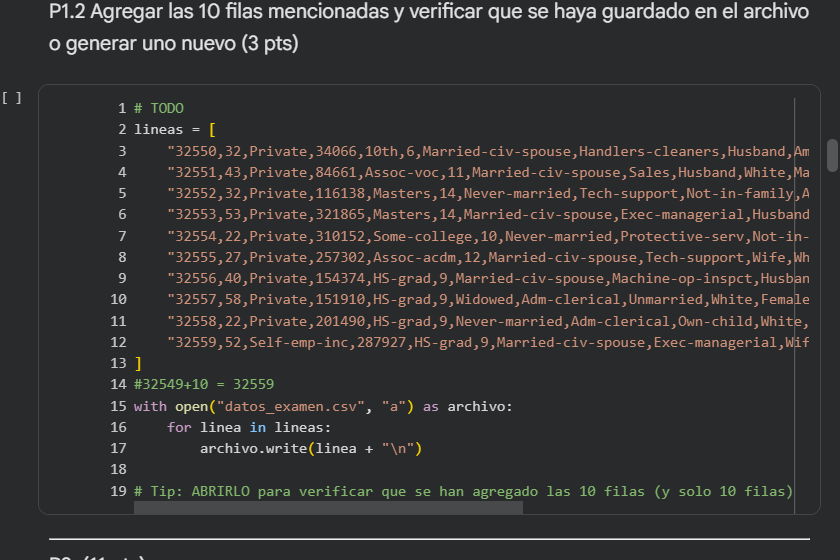 P1.2 Agregar las 10 filas mencionadas y verificar que se haya guardado en el archivo
o generar uno nuevo (3 pts)
[ ]
1 # TODO
2 lineas = [
3 "32550,32,Private,34066,10th,6,Married-civ-spouse,Handlers-cleaners,Husband,Am
4 "32551,43,Private,84661,Assoc-voc,11,Married-civ-spouse,Sales,Husband,White,Ma
5 "32552,32,Private,116138,Masters,14,Never-married,Tech-support,Not-in-family,A
6 "32553,53,Private,321865,Masters,14,Married-civ-spouse,Exec-managerial,Husband
7 "32554,22,Private,310152,Some-college,10,Never-married,Protective-serv,Not-in-
8 "32555,27,Private,257302,Assoc-acdm,12,Married-civ-spouse,Tech-support,Wife,Wh
9 "32556,40,Private,154374,HS-grad,9,Married-civ-spouse,Machine-op-inspct,Husban
10 "32557,58,Private,151910,HS-grad,9,Widowed,Adm-clerical,Unmarried,White,Female
11 "32558,22,Private,201490,HS-grad,9,Never-married,Adm-clerical,Own-child,White,
12 "32559,52,Self-emp-inc,287927,HS-grad,9,Married-civ-spouse,Exec-managerial,Wif
13 ]
14 #32549+10 = 32559
15 with open("datos_examen.csv", "a") as archivo:
16 for linea in lineas:
17 archivo.write(linea + "\n")
18
19 # Tip: ABRIRLO para verificar que se han agregado las 10 filas (y solo 10 filas)